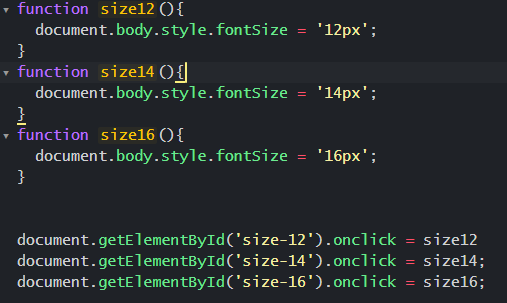 function size12(){
  document.body.style.fontSize = '12px';
}
function size14(){
  document.body.style.fontSize = '14px';
}
function size16(){
  document.body.style.fontSize = '16px';
}
document.getElementById('size-12').onclick = size12
document.getElementById('size-14').onclick = size14;
document.getElementById('size-16').onclick = size16;